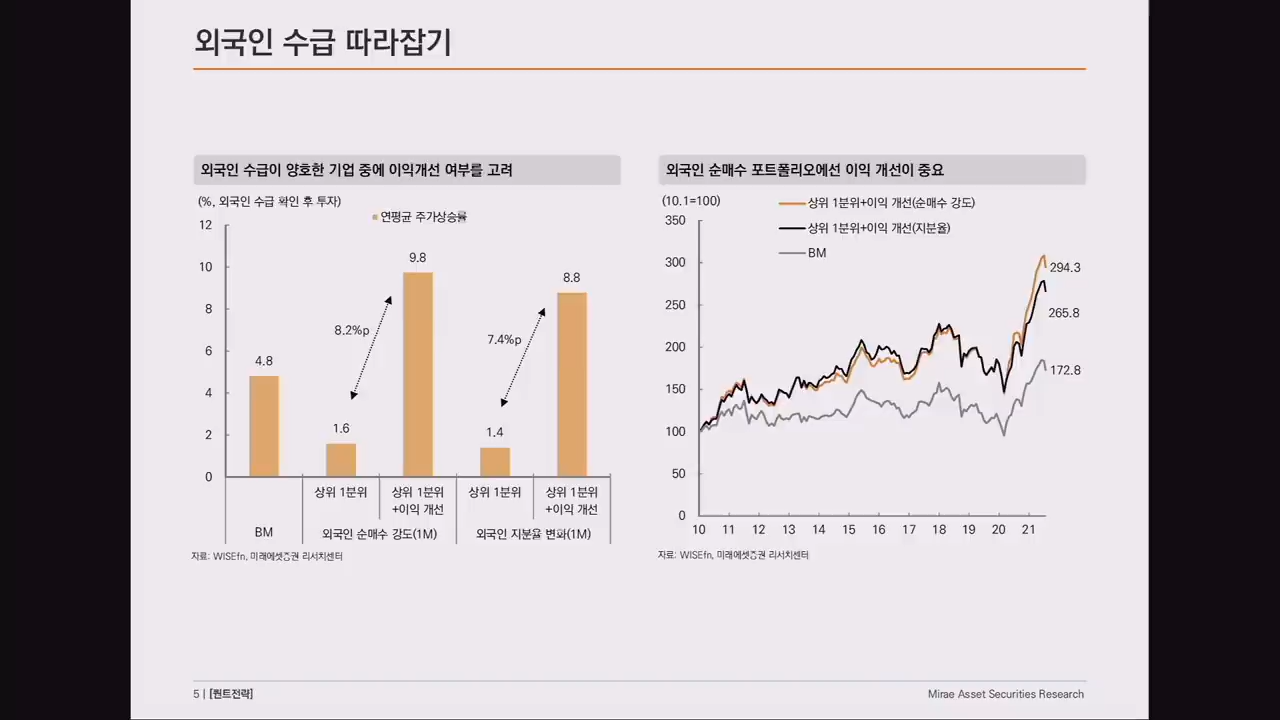 외국인 수급 따라잡기
외국인 수급이 양호한 기업 중에 이익개선 여부를 고려
(%, 외국인 수급 확인 후 투자)
연평균 주가상승률
12
10
8
6
4
2
0
4.8
1.6
9.8
1.4
8.8
8.2%p
7.4%p
상위 1분위
상위 1분위
+이익 개선
상위 1분위
상위 1분위
+이익 개선
BM
외국인 순매수 강도(1M)
외국인 지분율 변화(1M)
자료: WISEfn, 미래에셋증권 리서치센터
외국인 순매수 포트폴리오에선 이익 개선이 중요
(10.1=100)
상위 1분위+이익 개선(순매수 강도)
상위 1분위+이익 개선(지분율)
BM
350
300
250
200
150
100
50
0
294.3
265.8
172.8
10 11 12 13 14 15 16 17 18 19 20 21
자료: WISEfn, 미래에셋증권 리서치센터
5 | [퀀트전략]
Mirae Asset Securities Research